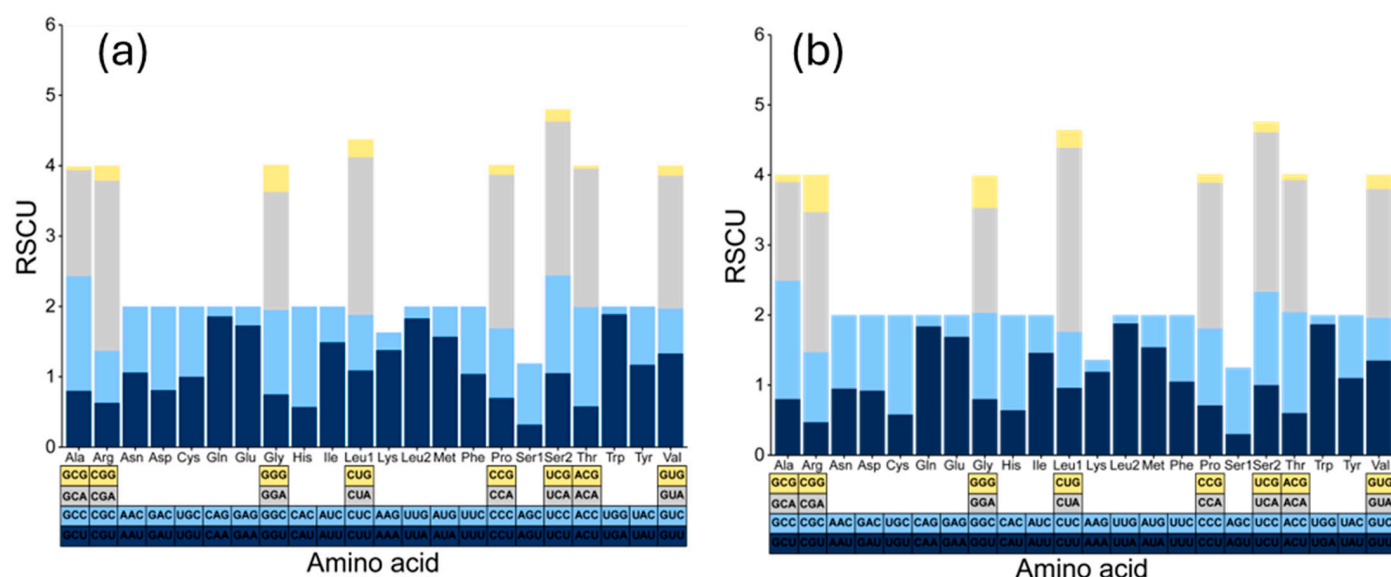 (a)
6
5
4
3
2
1
0
RSCU
Ala Arg Asn Asp Cys Gln Glu Gly His Ile Leu1 Lys Leu2 Met Phe Pro Ser1 Ser2 Thr Trp Tyr Val
GCG CGG GGG CUG CCG UCG ACG GUG
GCA CGA GGA CUA CCA UCA ACA GUA
GCC CGC AAC GAC UGC CAG GAG GGC CAC AUC CUC AAG UUG AUG UUC CCC AGC UCC ACC UGG UAC GUC
GCU CGU AAU GAU UGU CAA GAA GGU CAU AUU CUU AAA UUA AUA UUU CCU AGU UCU ACU UGA UAU GUU
Amino acid
(b)
6
5
4
3
2
1
0
RSCU
Ala Arg Asn Asp Cys Gln Glu Gly His Ile Leu1 Lys Leu2 Met Phe Pro Ser1 Ser2 Thr Trp Tyr Val
GCG CGG GGG CUG CCG UCG ACG GUG
GCA CGA GGA CUA CCA UCA ACA GUA
GCC CGC AAC GAC UGC CAG GAG GGC CAC AUC CUC AAG UUG AUG UUC CCC AGC UCC ACC UGG UAC GUC
GCU CGU AAU GAU UGU CAA GAA GGU CAU AUU CUU AAA UUA AUA UUU CCU AGU UCU ACU UGA UAU GUU
Amino acid